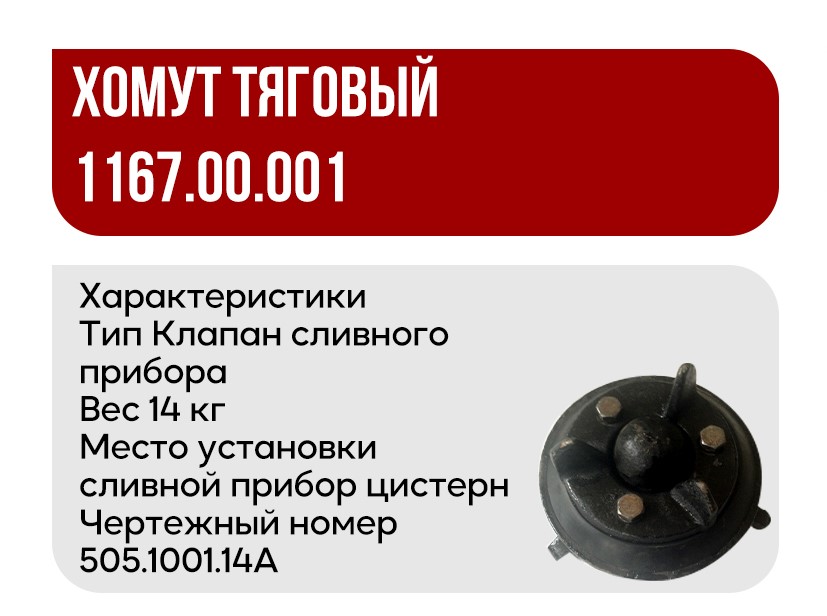 ХОМУТ ТЯГОВЫЙ
1167.00.001
Характеристики
Тип Клапан сливного
прибора
Вес 14 кг
Место установки
сливной прибор цистерн
Чертежный номер
505.1001.14А